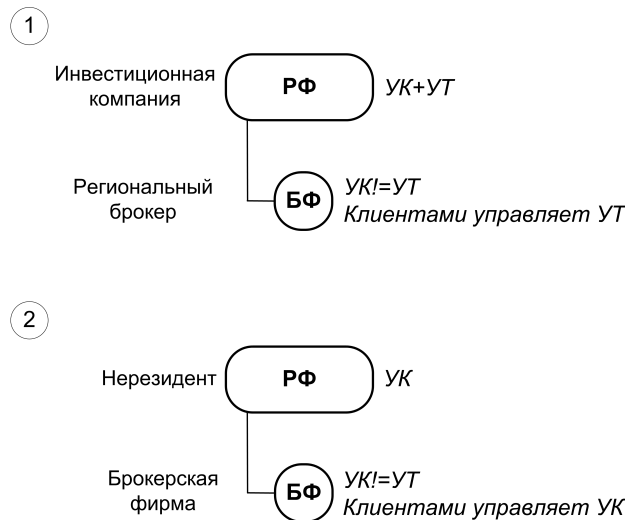 1
Инвестиционная
компания
РФ
УК+УТ
Региональный
брокер
БФ
УК!=УТ
Клиентами управляет УТ
2
Нерезидент
РФ
УК
Брокерская
фирма
БФ
УК!=УТ
Клиентами управляет УК